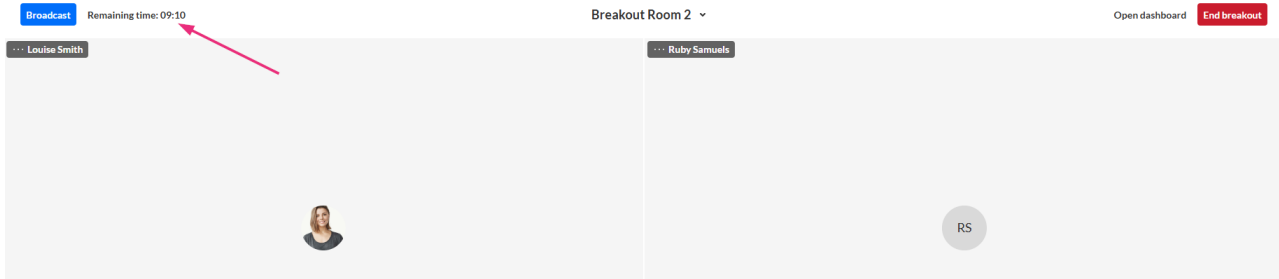 Broadcast Remaining time: 09:10 Breakout Room 2 Open dashboard End breakout
··· Louise Smith ··· Ruby Samuels
RS